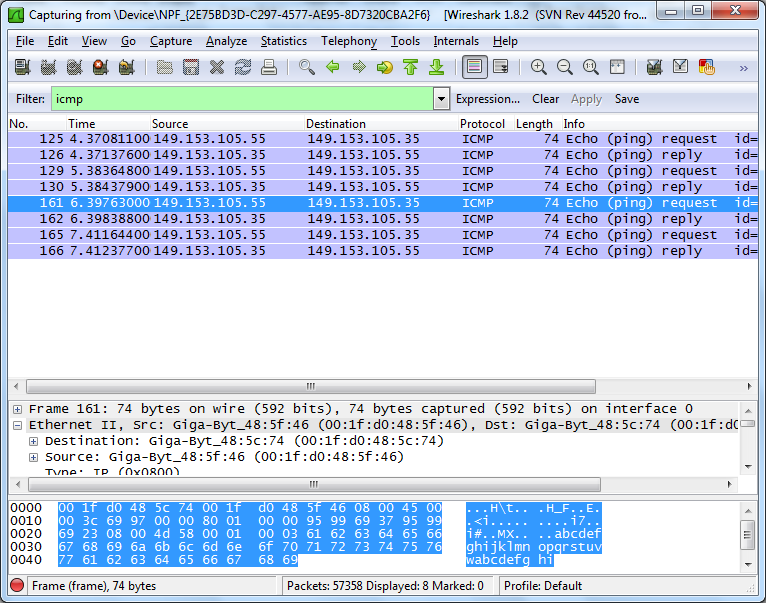 Capturing from \Device\NPF_{2E75BD3D-C297-4577-AE95-8D7320CBA2F6} [Wireshark 1.8.2 (SVN Rev 44520 fro...
File Edit View Go Capture Analyze Statistics Telephony Tools Internals Help
Filter: icmp Expression... Clear Apply Save
No. Time Source Destination Protocol Length Info
125 4.37081100 149.153.105.55 149.153.105.35 ICMP 74 Echo (ping) request id=
126 4.37137600 149.153.105.35 149.153.105.55 ICMP 74 Echo (ping) reply id=
129 5.38364800 149.153.105.55 149.153.105.35 ICMP 74 Echo (ping) request id=
130 5.38437900 149.153.105.35 149.153.105.55 ICMP 74 Echo (ping) reply id=
161 6.39763000 149.153.105.55 149.153.105.35 ICMP 74 Echo (ping) request id=
162 6.39838800 149.153.105.35 149.153.105.55 ICMP 74 Echo (ping) reply id=
165 7.41164400 149.153.105.55 149.153.105.35 ICMP 74 Echo (ping) request id=
166 7.41237700 149.153.105.35 149.153.105.55 ICMP 74 Echo (ping) reply id=
Frame 161: 74 bytes on wire (592 bits), 74 bytes captured (592 bits) on interface 0
Ethernet II, Src: Giga-Byt_48:5f:46 (00:1f:d0:48:5f:46), Dst: Giga-Byt_48:5c:74 (00:1f:d0
Destination: Giga-Byt_48:5c:74 (00:1f:d0:48:5c:74)
Source: Giga-Byt_48:5f:46 (00:1f:d0:48:5f:46)
Type: IP (0x0800)
0000 00 1f d0 48 5c 74 00 1f d0 48 5f 46 08 00 45 00 ...H\t.. .H_F..E.
0010 00 3c 69 97 00 00 80 01 00 00 95 99 69 37 95 99 .<i..... ....i7..
0020 69 23 08 00 4d 58 00 01 00 03 61 62 63 64 65 66 i#..MX.. ..abcdef
0030 67 68 69 6a 6b 6c 6d 6e 6f 70 71 72 73 74 75 76 ghijklmn opqrstuv
0040 77 61 62 63 64 65 66 67 68 69 wabcdefg hi
Frame (frame), 74 bytes Packets: 57358 Displayed: 8 Marked: 0 Profile: Default